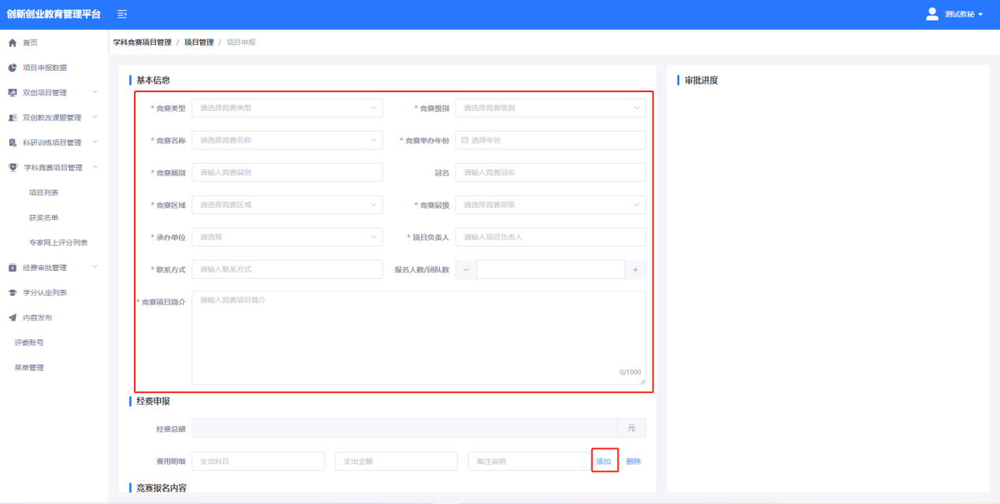 创新创业教育管理平台
测试教秘
首页
项目申报数据
双创项目管理
双创教改课题管理
科研训练项目管理
学科竞赛项目管理
项目列表
获奖名单
专家网上评分列表
经费审批管理
学分认定列表
内容发布
评委账号
菜单管理
学科竞赛项目管理 / 项目管理 / 项目申报
基本信息
* 竞赛类型 请选择竞赛类型 * 竞赛级别 请选择竞赛级别
* 竞赛名称 请选择竞赛名称 * 竞赛举办年份 选择年份
* 竞赛届别 请输入竞赛届别 冠名 请输入竞赛冠名
* 竞赛区域 请选择竞赛区域 * 竞赛层级 请选择竞赛层级
* 承办单位 请选择 * 项目负责人 请输入项目负责人
* 联系方式 请输入联系方式 报名人数/团队数 − +
* 竞赛项目简介 请输入竞赛项目简介
0/1000
经费申报
经费总额 元
费用明细 支出科目 支出金额 备注说明 添加 删除
竞赛报名内容
审批进度